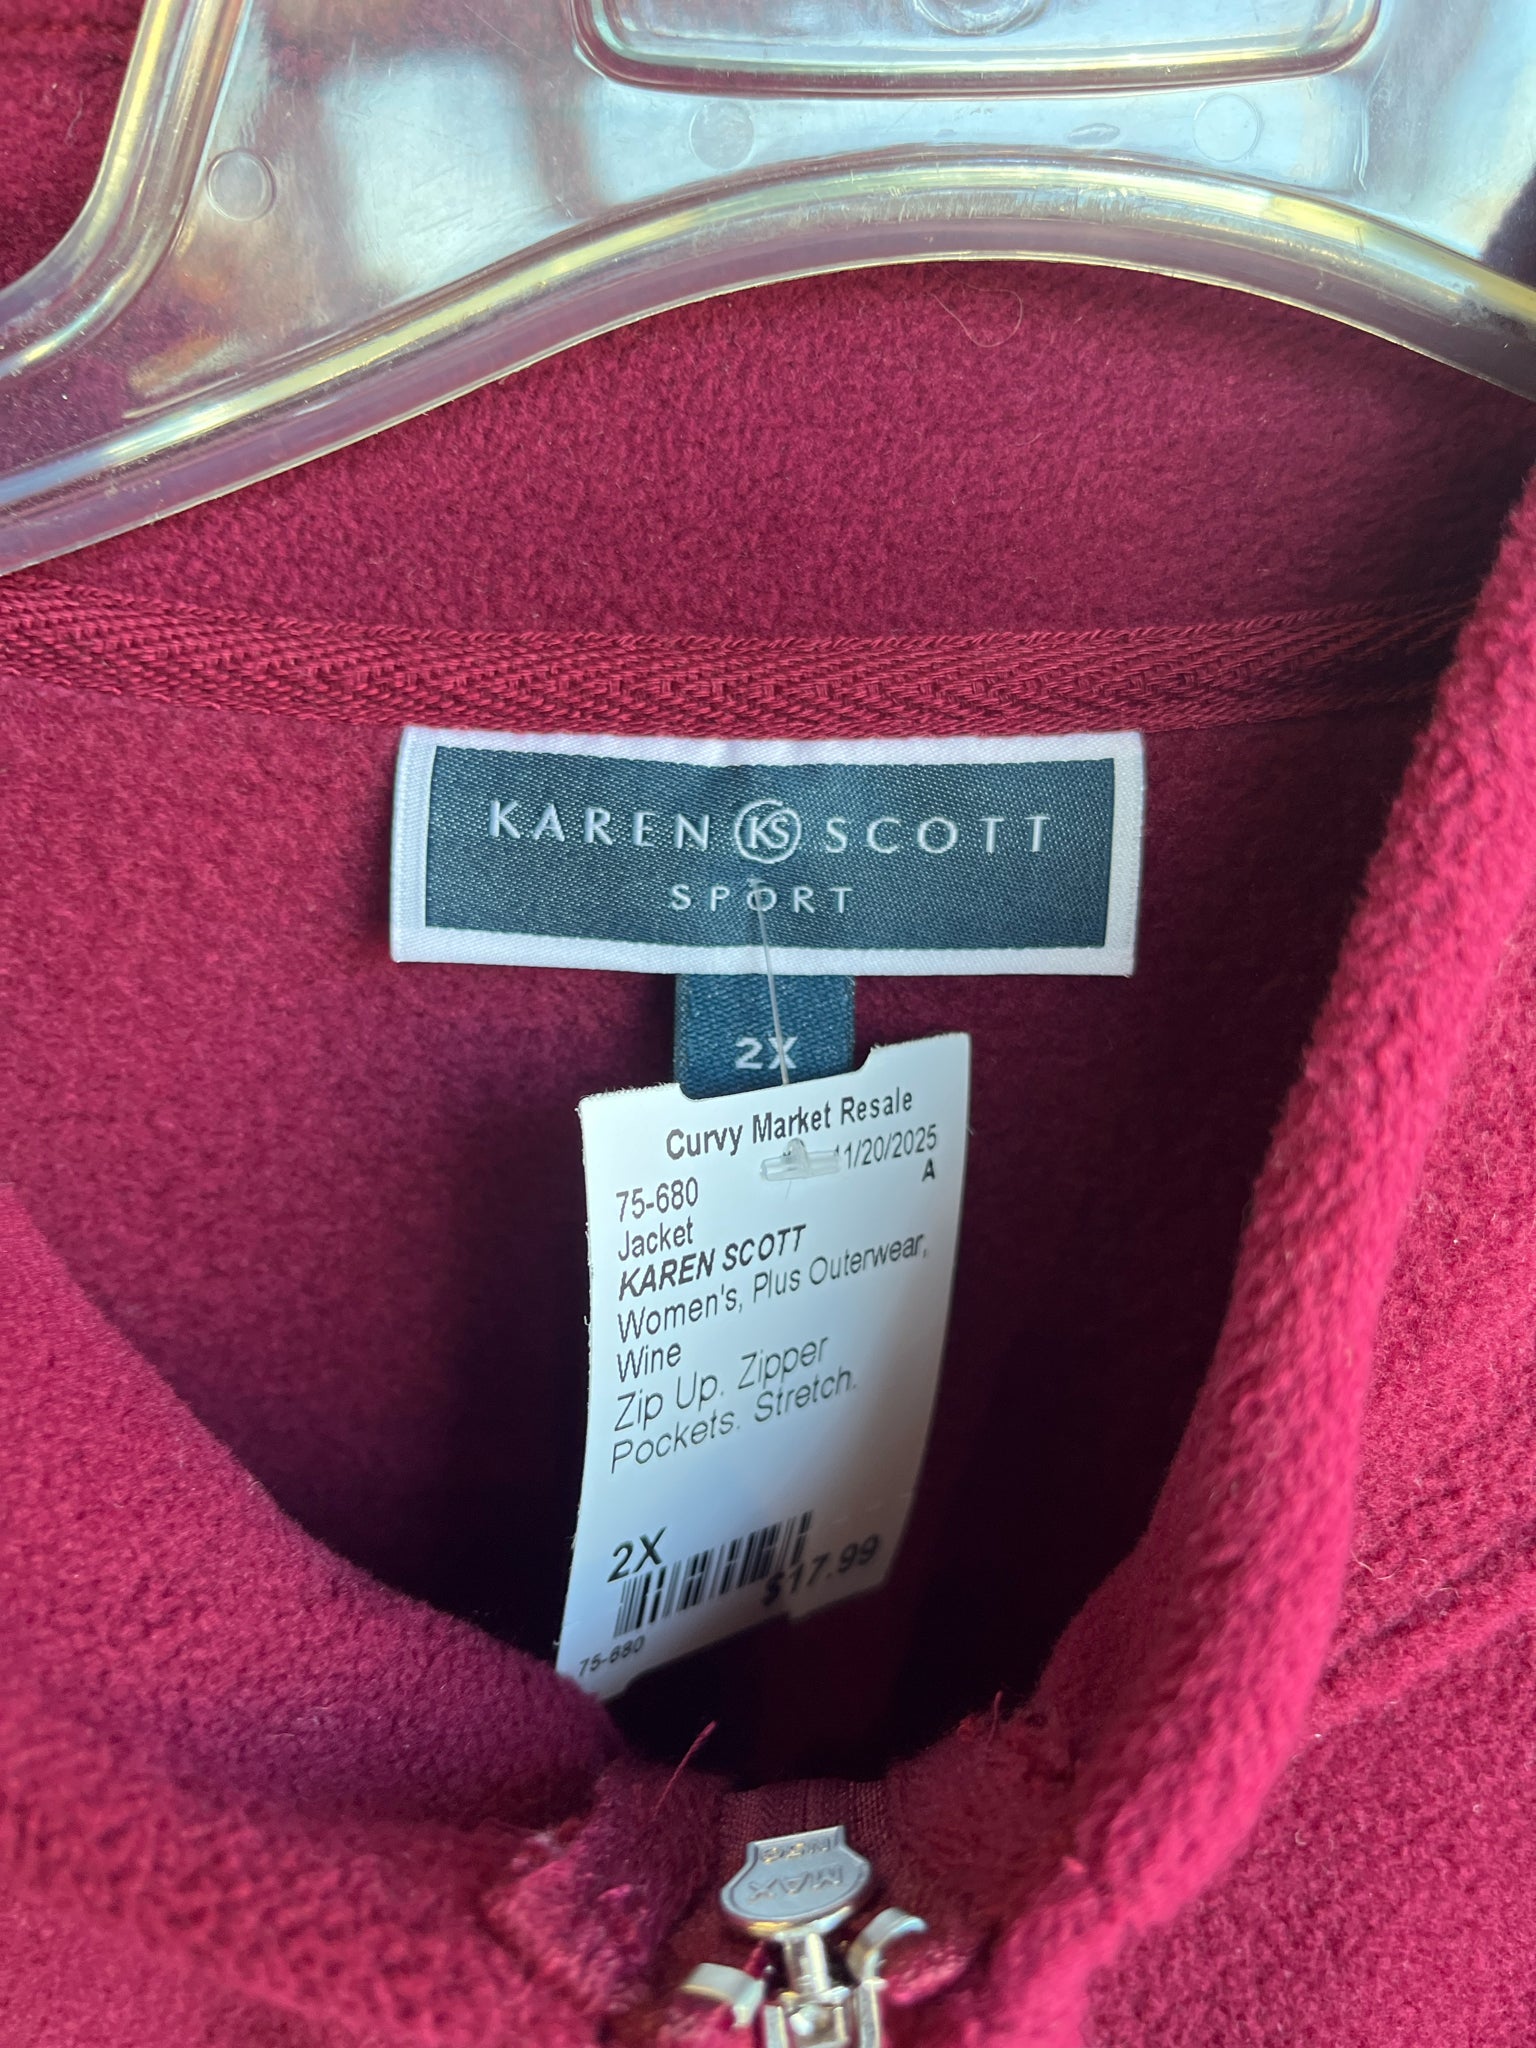 KAREN KS SCOTT
SPORT
2X
Curvy Market Resale
11/20/2025
75-680
A
Jacket
KAREN SCOTT
Women's, Plus Outerwear,
Wine
Zip Up. Zipper
Pockets. Stretch.
2X
$17.99
75-680
MAX